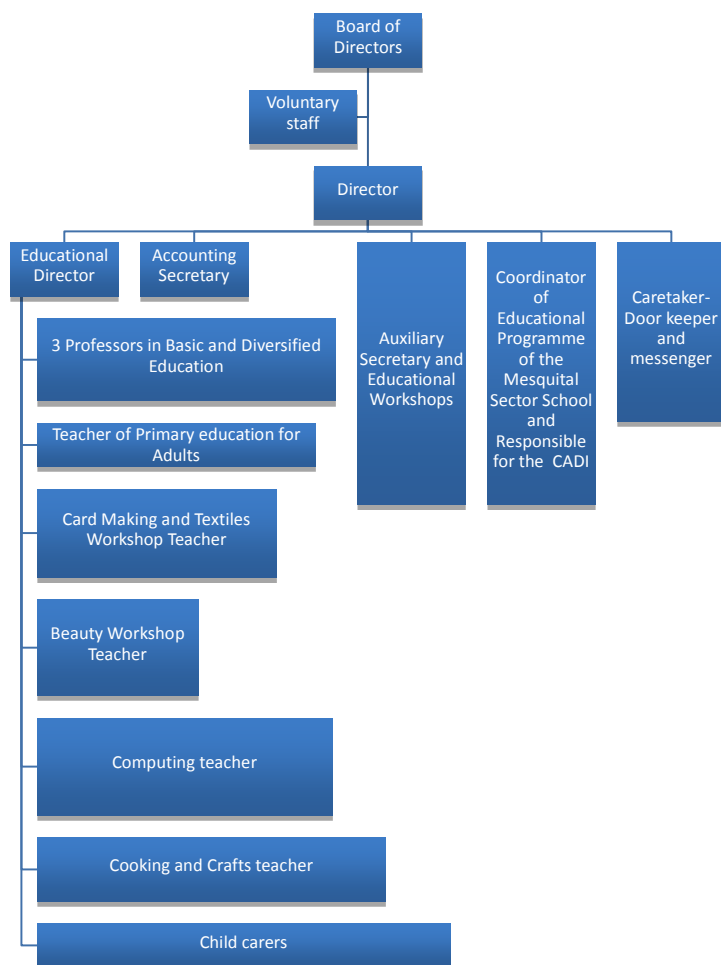 Board of
Directors
Voluntary
staff
Director
Educational
Director
Accounting
Secretary
Auxiliary
Secretary and
Educational
Workshops
Coordinator
of
Educational
Programme
of the
Mesquital
Sector School
and
Responsible
for the CADI
Caretaker-
Door keeper
and
messenger
3 Professors in Basic and Diversified
Education
Teacher of Primary education for
Adults
Card Making and Textiles
Workshop Teacher
Beauty Workshop
Teacher
Computing teacher
Cooking and Crafts teacher
Child carers